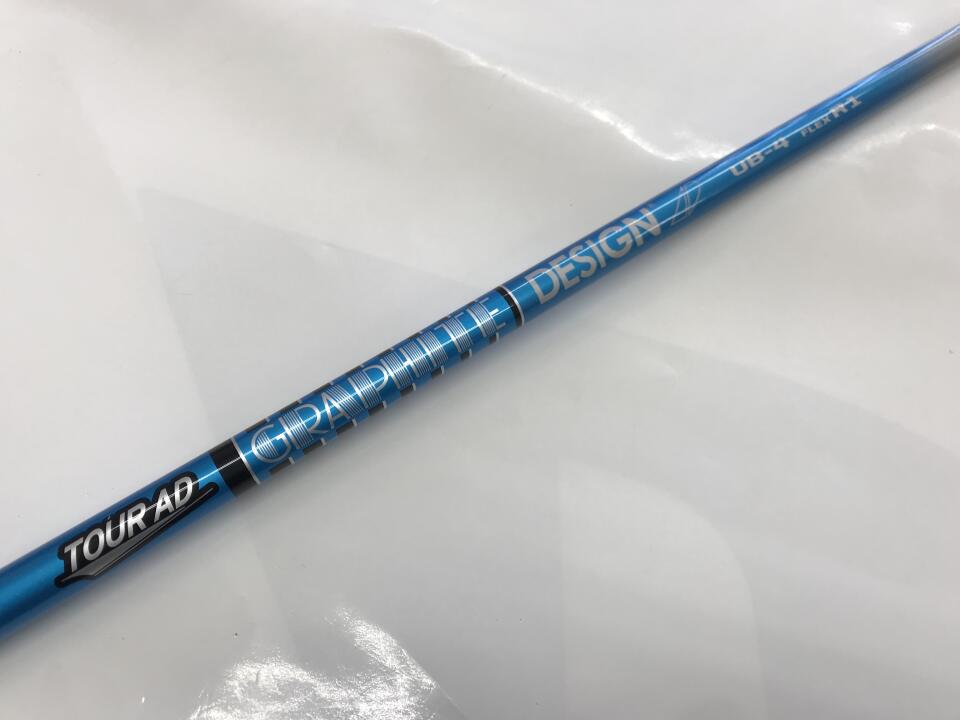 TOUR AD
GRAPHITE
DESIGN
UB-4 FLEX R1